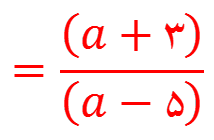 = (a + ۳) / (a − ۵)